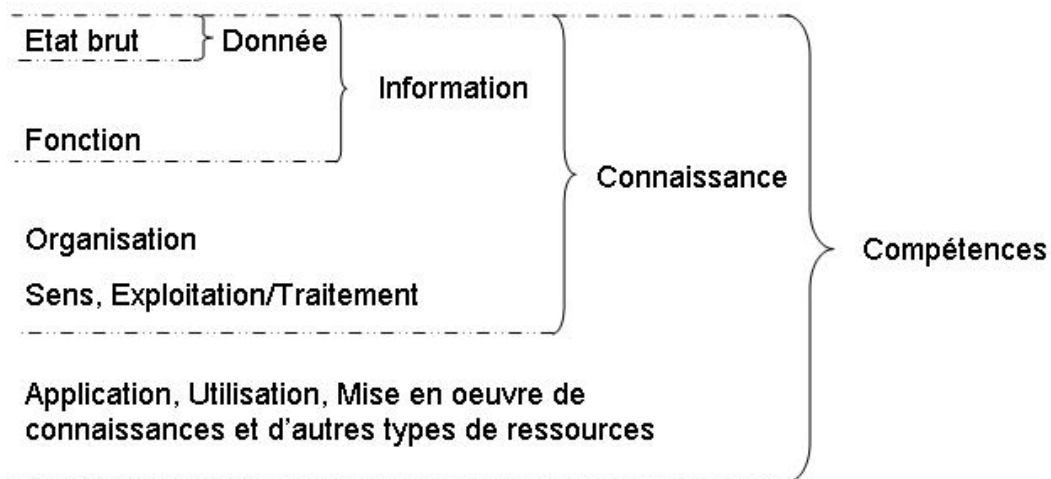 Etat brut
Donnée
Information
Fonction
Connaissance
Organisation
Compétences
Sens, Exploitation/Traitement
Application, Utilisation, Mise en oeuvre de
connaissances et d'autres types de ressources